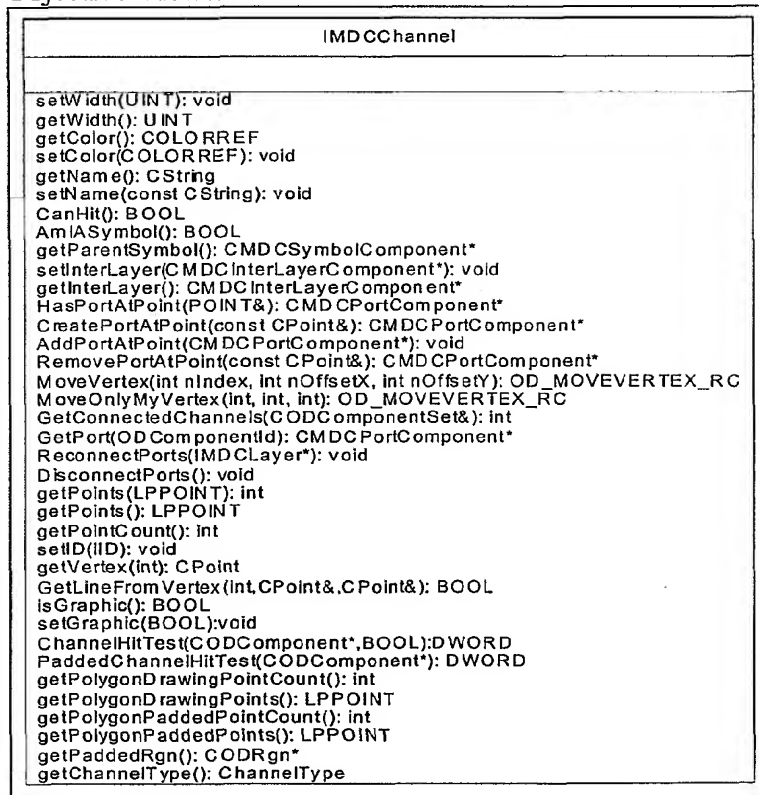 IMDCChannel
setWidth(UINT): void
getWidth(): UINT
getColor(): COLORREF
setColor(COLORREF): void
getName(): CString
setName(const CString): void
CanHit(): BOOL
AmIASymbol(): BOOL
getParentSymbol(): CMDCSymbolComponent*
setInterLayer(CMDCInterLayerComponent*): void
getInterLayer(): CMDCInterLayerComponent*
HasPortAtPoint(POINT&): CMDCPortComponent*
CreatePortAtPoint(const CPoint&): CMDCPortComponent*
AddPortAtPoint(CMDCPortComponent*): void
RemovePortAtPoint(const CPoint&): CMDCPortComponent*
MoveVertex(int nIndex, int nOffsetX, int nOffsetY): OD_MOVEVERTEX_RC
MoveOnlyMyVertex(int, int, int): OD_MOVEVERTEX_RC
GetConnectedChannels(CODComponentSet&): int
GetPort(ODComponentId): CMDCPortComponent*
ReconnectPorts(IMDCLayer*): void
DisconnectPorts(): void
getPoints(LPPOINT): int
getPoints(): LPPOINT
getPointCount(): int
setID(IID): void
getVertex(int): CPoint
GetLineFromVertex(int,CPoint&,CPoint&): BOOL
isGraphic(): BOOL
setGraphic(BOOL):void
ChannelHitTest(CODComponent*,BOOL):DWORD
PaddedChannelHitTest(CODComponent*): DWORD
getPolygonDrawingPointCount(): int
getPolygonDrawingPoints(): LPPOINT
getPolygonPaddedPointCount(): int
getPolygonPaddedPoints(): LPPOINT
getPaddedRgn(): CODRgn*
getChannelType(): ChannelType